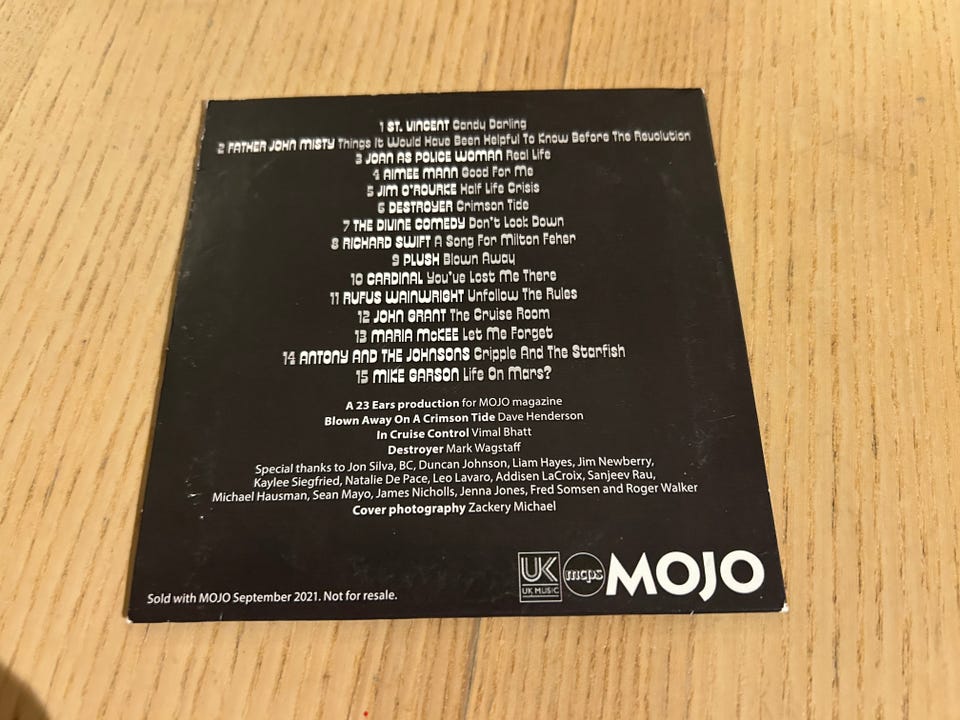 1 ST. VINCENT Candy Darling
2 FATHER JOHN MISTY Things It Would Have Been Helpful To Know Before The Revolution
3 JOAN AS POLICE WOMAN Real Life
4 AIMEE MANN Good For Me
5 JIM O'ROURKE Half Life Crisis
6 DESTROYER Crimson Tide
7 THE DIVINE COMEDY Don't Look Down
8 RICHARD SWIFT A Song For Milton Feher
9 PLUSH Blown Away
10 CARDINAL You've Lost Me There
11 RUFUS WAINWRIGHT Unfollow The Rules
12 JOHN GRANT The Cruise Room
13 MARIA McKEE Let Me Forget
14 ANTONY AND THE JOHNSONS Cripple And The Starfish
15 MIKE GARSON Life On Mars?
A 23 Ears production for MOJO magazine
Blown Away On A Crimson Tide Dave Henderson
In Cruise Control Vimal Bhatt
Destroyer Mark Wagstaff
Special thanks to Jon Silva, BC, Duncan Johnson, Liam Hayes, Jim Newberry,
Kaylee Siegfried, Natalie De Pace, Leo Lavaro, Addisen LaCroix, Sanjeev Rau,
Michael Hausman, Sean Mayo, James Nicholls, Jenna Jones, Fred Somsen and Roger Walker
Cover photography Zackery Michael
UK
UK MUSIC
mcps
MOJO
Sold with MOJO September 2021. Not for resale.